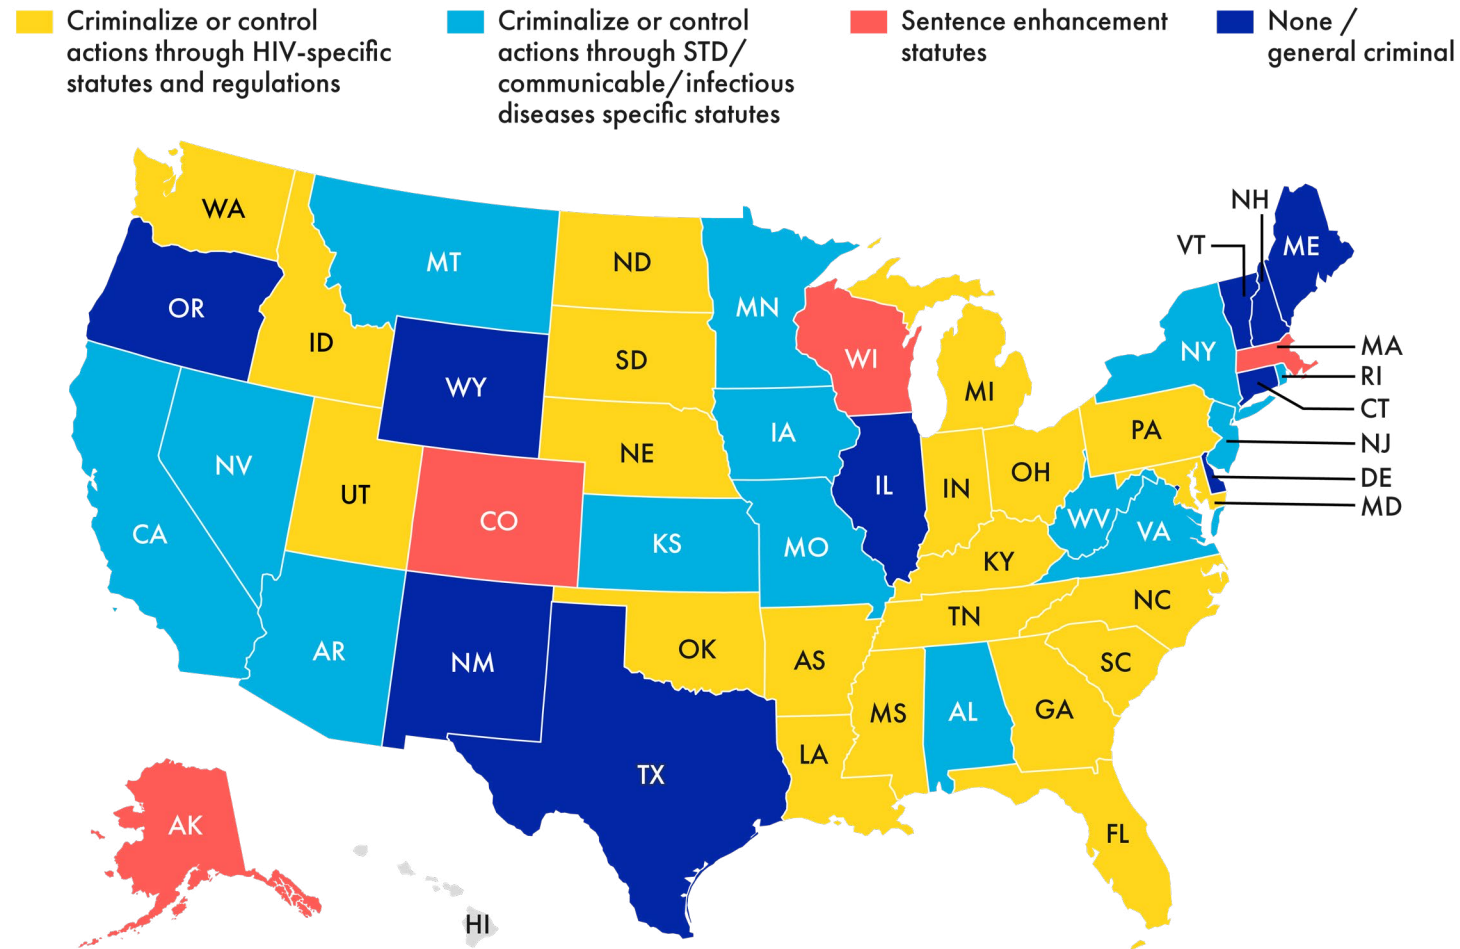 Criminalize or control
actions through HIV-specific
statutes and regulations
Criminalize or control
actions through STD/
communicable/infectious
diseases specific statutes
Sentence enhancement
statutes
None /
general criminal
WA
OR
ID
MT
WY
ND
SD
NE
MN
WI
MI
IA
IL
IN
OH
PA
NY
VT
NH
ME
MA
RI
CT
NJ
DE
MD
CA
NV
UT
CO
KS
MO
KY
WV
VA
AR
NM
OK
AS
TN
NC
SC
MS
AL
GA
TX
LA
FL
AK
HI